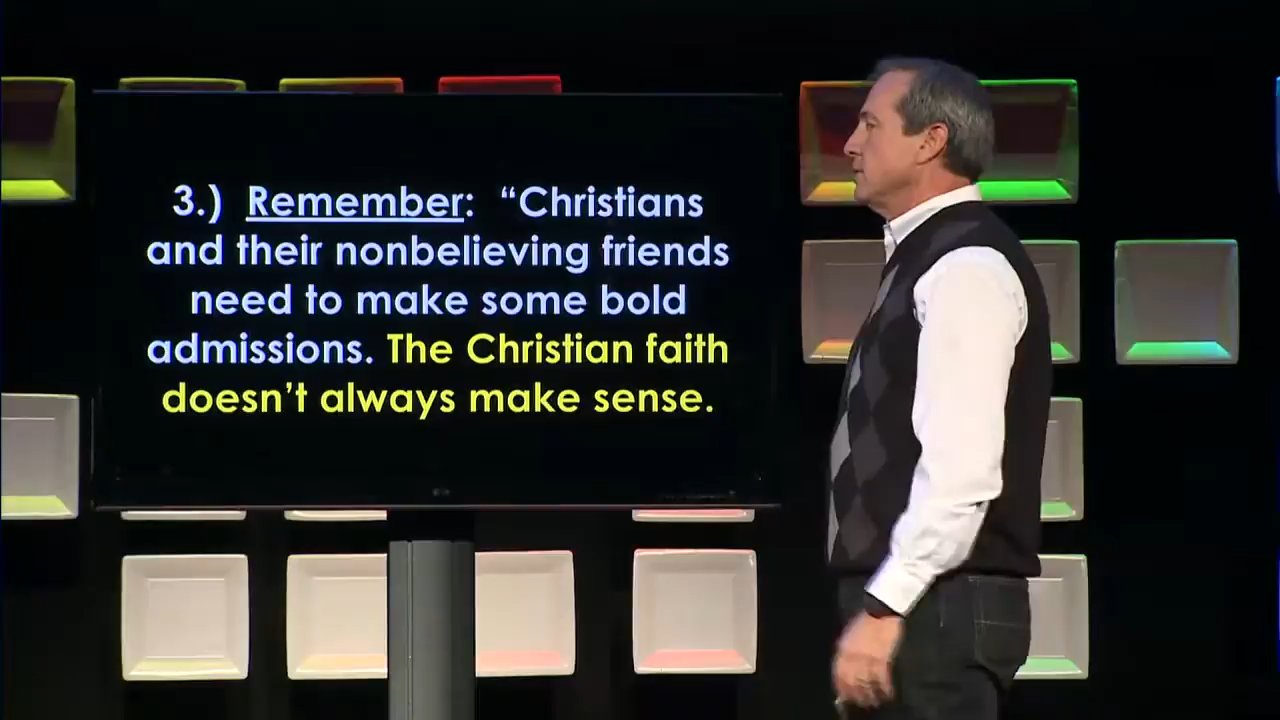 3.) Remember: “Christians
and their nonbelieving friends
need to make some bold
admissions. The Christian faith
doesn’t always make sense.